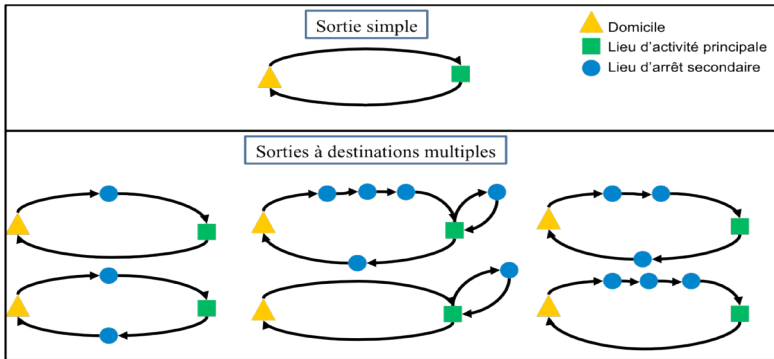 Sortie simple
Domicile
Lieu d'activité principale
Lieu d'arrêt secondaire
Sorties à destinations multiples